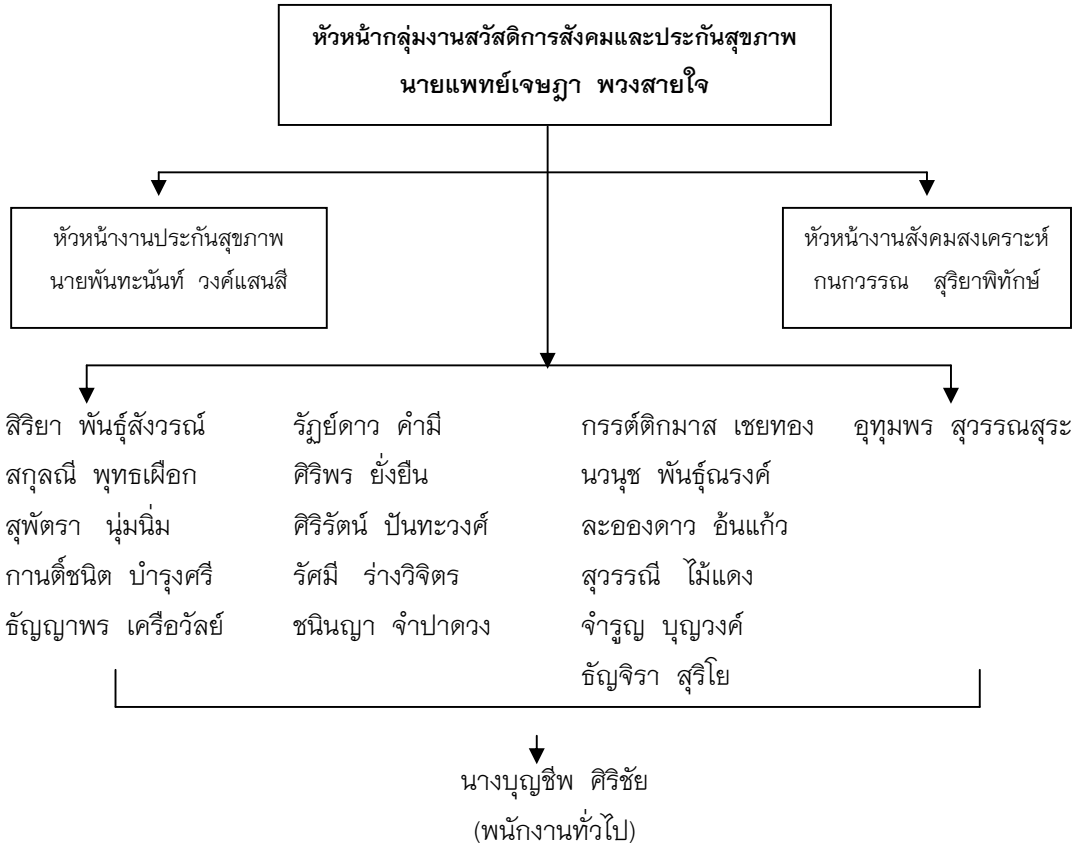 หัวหน้ากลุ่มงานสวัสดิการสังคมและประกันสุขภาพ
นายแพทย์เจษฎา พวงสายใจ
หัวหน้างานประกันสุขภาพ
นายพันทะนันท์ วงค์แสนสี
หัวหน้างานสังคมสงเคราะห์
กนกวรรณ สุริยาพิทักษ์
สิริยา พันธุ์สังวรณ์
สกุลณี พุทธเผือก
สุพัตรา นุ่มนิ่ม
กานติ์ชนิต บำรุงศรี
ธัญญาพร เครือวัลย์
รัฏย์ดาว คำมี
ศิริพร ยั่งยืน
ศิริรัตน์ ปันทะวงศ์
รัศมี ร่างวิจิตร
ชนินญา จำปาดวง
กรรต์ติกมาส เชยทอง
นวนุช พันธุ์ณรงค์
ละอองดาว อ้นแก้ว
สุวรรณี ไม้แดง
จำรูญ บุญวงค์
ธัญจิรา สุริโย
อุทุมพร สุวรรณสุระ
นางบุญชีพ ศิริชัย
(พนักงานทั่วไป)